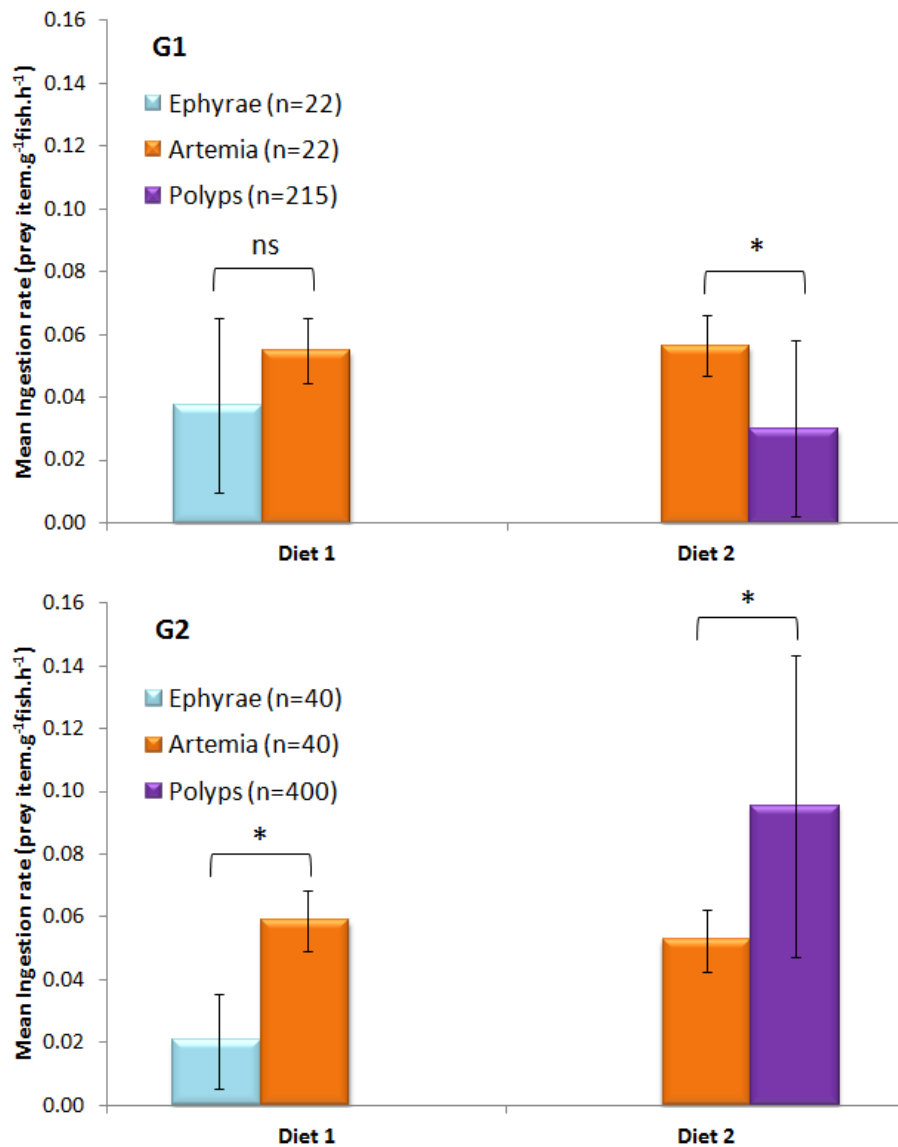 G1
Ephyrae (n=22)
Artemia (n=22)
Polyps (n=215)
Mean Ingestion rate (prey item.g⁻¹fish.h⁻¹)
0.16
0.14
0.12
0.10
0.08
0.06
0.04
0.02
0.00
ns
*
Diet 1
Diet 2
G2
Ephyrae (n=40)
Artemia (n=40)
Polyps (n=400)
Mean Ingestion rate (prey item.g⁻¹fish.h⁻¹)
0.16
0.14
0.12
0.10
0.08
0.06
0.04
0.02
0.00
*
*
Diet 1
Diet 2